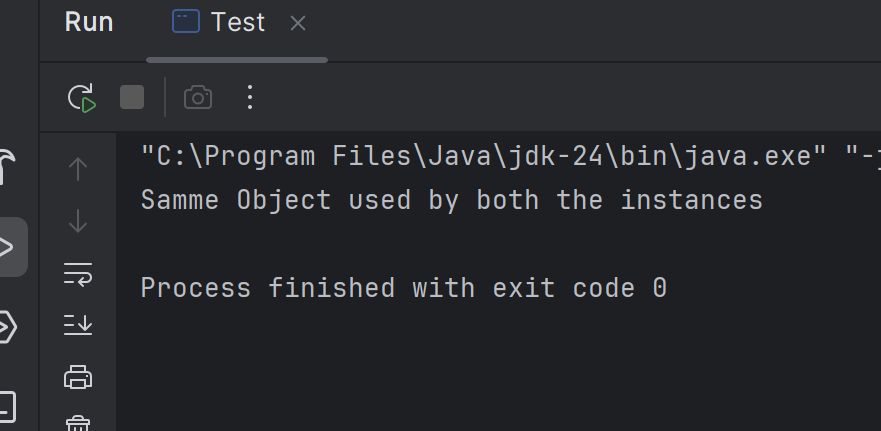 Run Test
"C:\Program Files\Java\jdk-24\bin\java.exe" "-j
Samme Object used by both the instances
Process finished with exit code 0